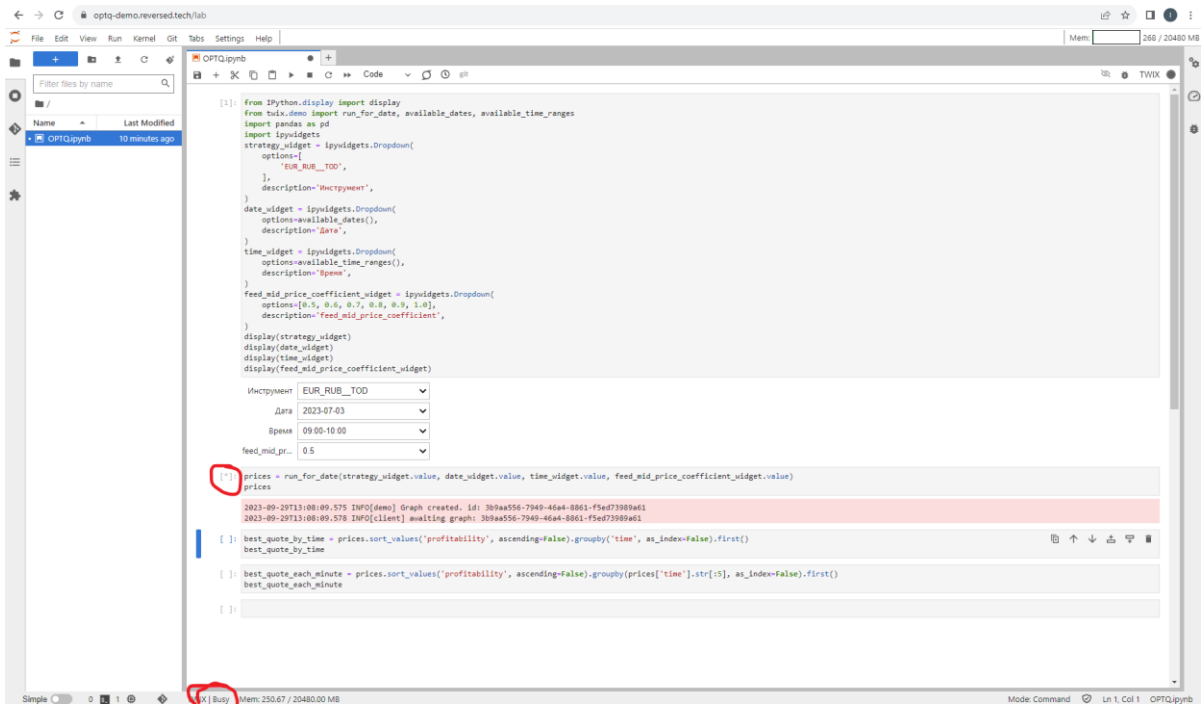 optq-demo.reversed.tech/lab
File Edit View Run Kernel Git Tabs Settings Help
Mem: 268 / 20480 MB
Filter files by name
/
Name Last Modified
OPTQ.ipynb 10 minutes ago
OPTQ.ipynb
Code
TWIX
[1]: from IPython.display import display
from twix.demo import run_for_date, available_dates, available_time_ranges
import pandas as pd
import ipywidgets
strategy_widget = ipywidgets.Dropdown(
options=[
'EUR_RUB__TOD',
],
description='Инструмент',
)
date_widget = ipywidgets.Dropdown(
options=available_dates(),
description='Дата',
)
time_widget = ipywidgets.Dropdown(
options=available_time_ranges(),
description='Время',
)
feed_mid_price_coefficient_widget = ipywidgets.Dropdown(
options=[0.5, 0.6, 0.7, 0.8, 0.9, 1.0],
description='feed_mid_price_coefficient',
)
display(strategy_widget)
display(date_widget)
display(time_widget)
display(feed_mid_price_coefficient_widget)
Инструмент EUR_RUB__TOD
Дата 2023-07-03
Время 09:00-10:00
feed_mid_pr... 0.5
[*]: prices = run_for_date(strategy_widget.value, date_widget.value, time_widget.value, feed_mid_price_coefficient_widget.value)
prices
2023-09-29T13:08:09.575 INFO[demo] Graph created. id: 3b9aa556-7949-46a4-8861-f5ed73989a61
2023-09-29T13:08:09.578 INFO[client] awaiting graph: 3b9aa556-7949-46a4-8861-f5ed73989a61
[ ]: best_quote_by_time = prices.sort_values('profitability', ascending=False).groupby('time', as_index=False).first()
best_quote_by_time
[ ]: best_quote_each_minute = prices.sort_values('profitability', ascending=False).groupby(prices['time'].str[:5], as_index=False).first()
best_quote_each_minute
[ ]:
Simple 0 1 | Busy Mem: 250.67 / 20480.00 MB
Mode: Command Ln 1, Col 1 OPTQ.ipynb